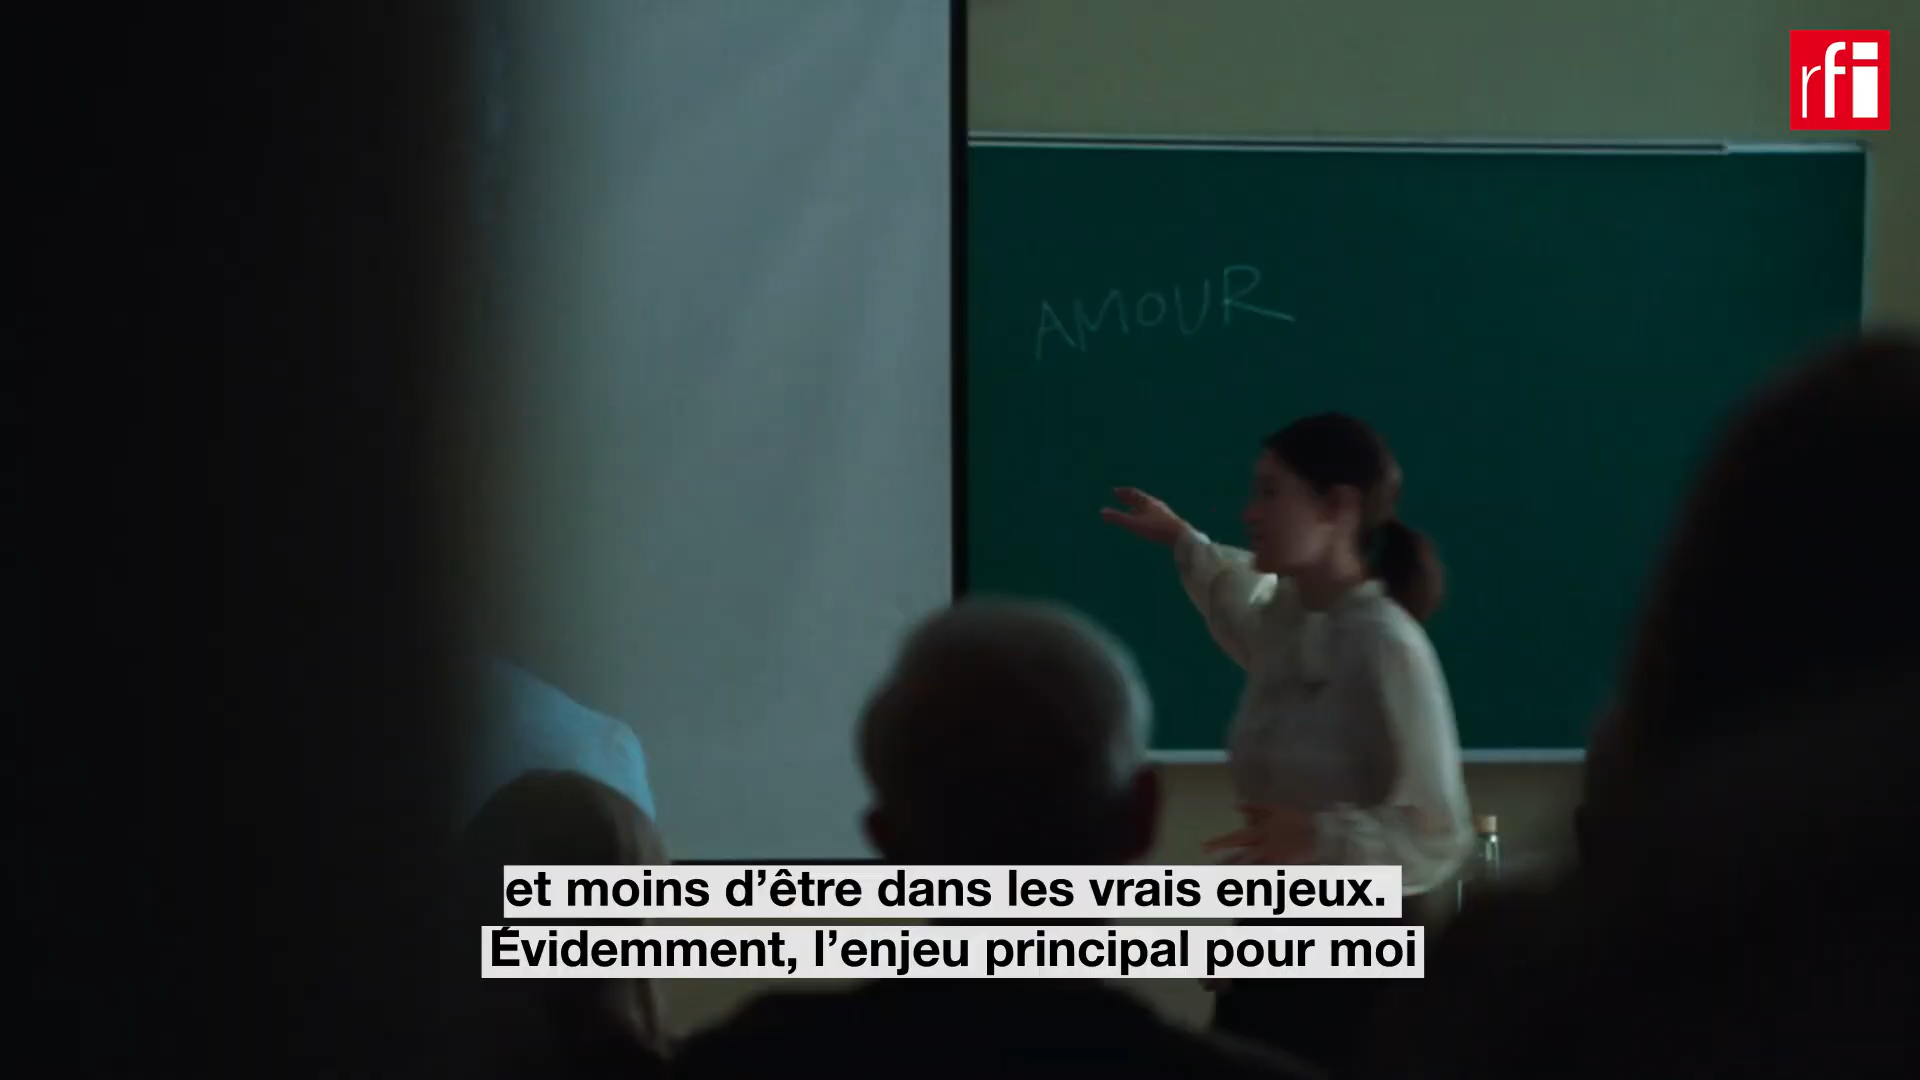 rfi
AMOUR
et moins d’être dans les vrais enjeux.
Évidemment, l’enjeu principal pour moi